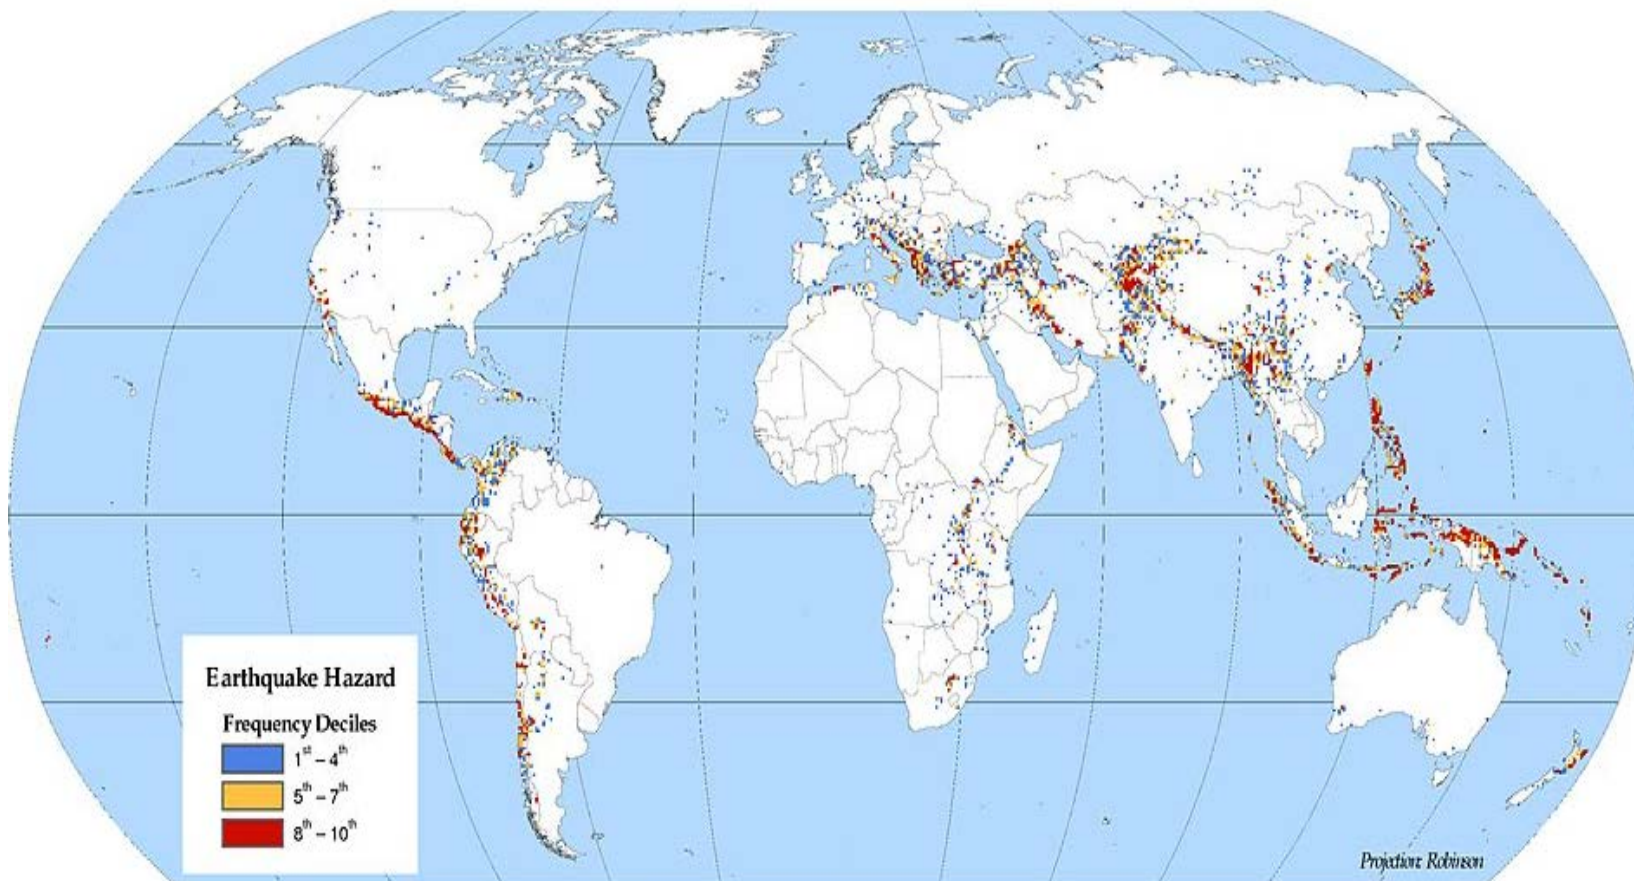 Earthquake Hazard
Frequency Deciles
1st – 4th
5th – 7th
8th – 10th
Projection: Robinson